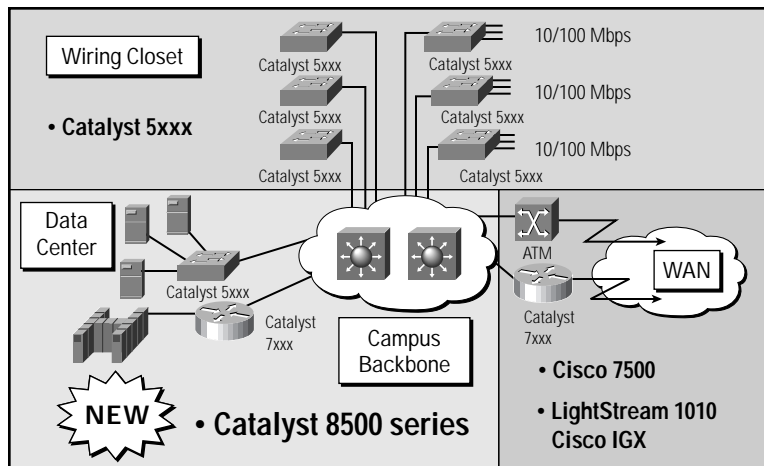 Wiring Closet
• Catalyst 5xxx
Catalyst 5xxx
Catalyst 5xxx
10/100 Mbps
Catalyst 5xxx
Catalyst 5xxx
10/100 Mbps
Catalyst 5xxx
Catalyst 5xxx
10/100 Mbps
Data
Center
Catalyst 5xxx
Catalyst
7xxx
Campus
Backbone
NEW
• Catalyst 8500 series
ATM
WAN
Catalyst
7xxx
• Cisco 7500
• LightStream 1010
Cisco IGX